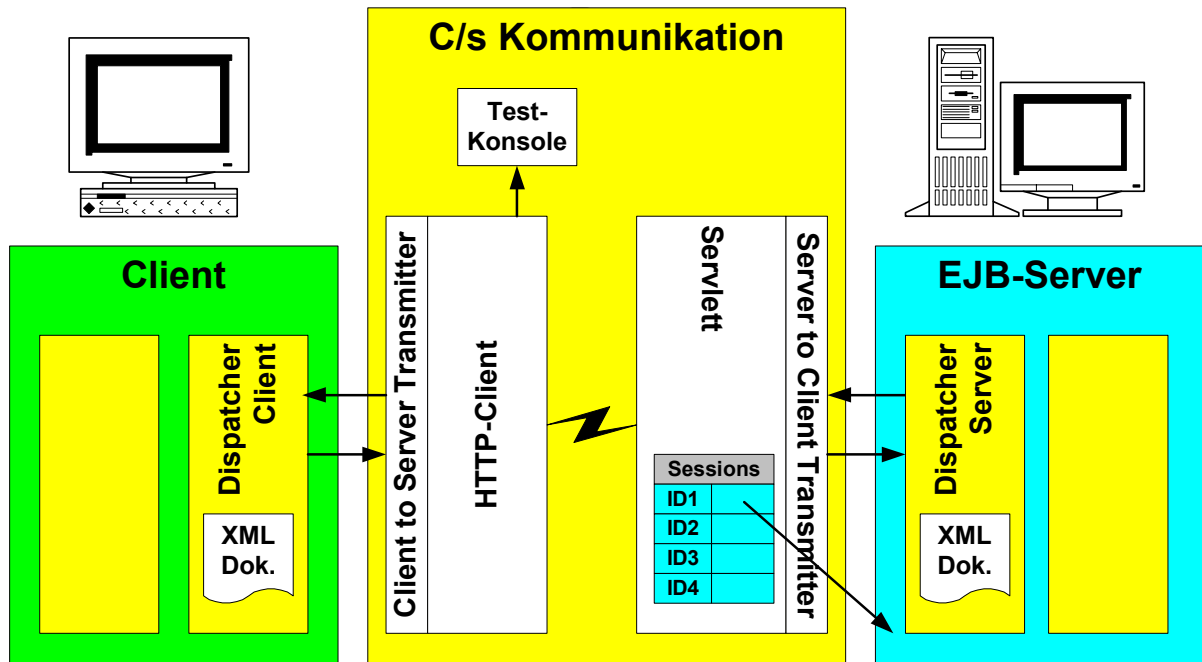 C/s Kommunikation
Test-
Konsole
Client
Dispatcher
Client
XML
Dok.
Client to Server Transmitter
HTTP-Client
Servlett
Sessions
ID1
ID2
ID3
ID4
Server to Client Transmitter
EJB-Server
Dispatcher
Server
XML
Dok.